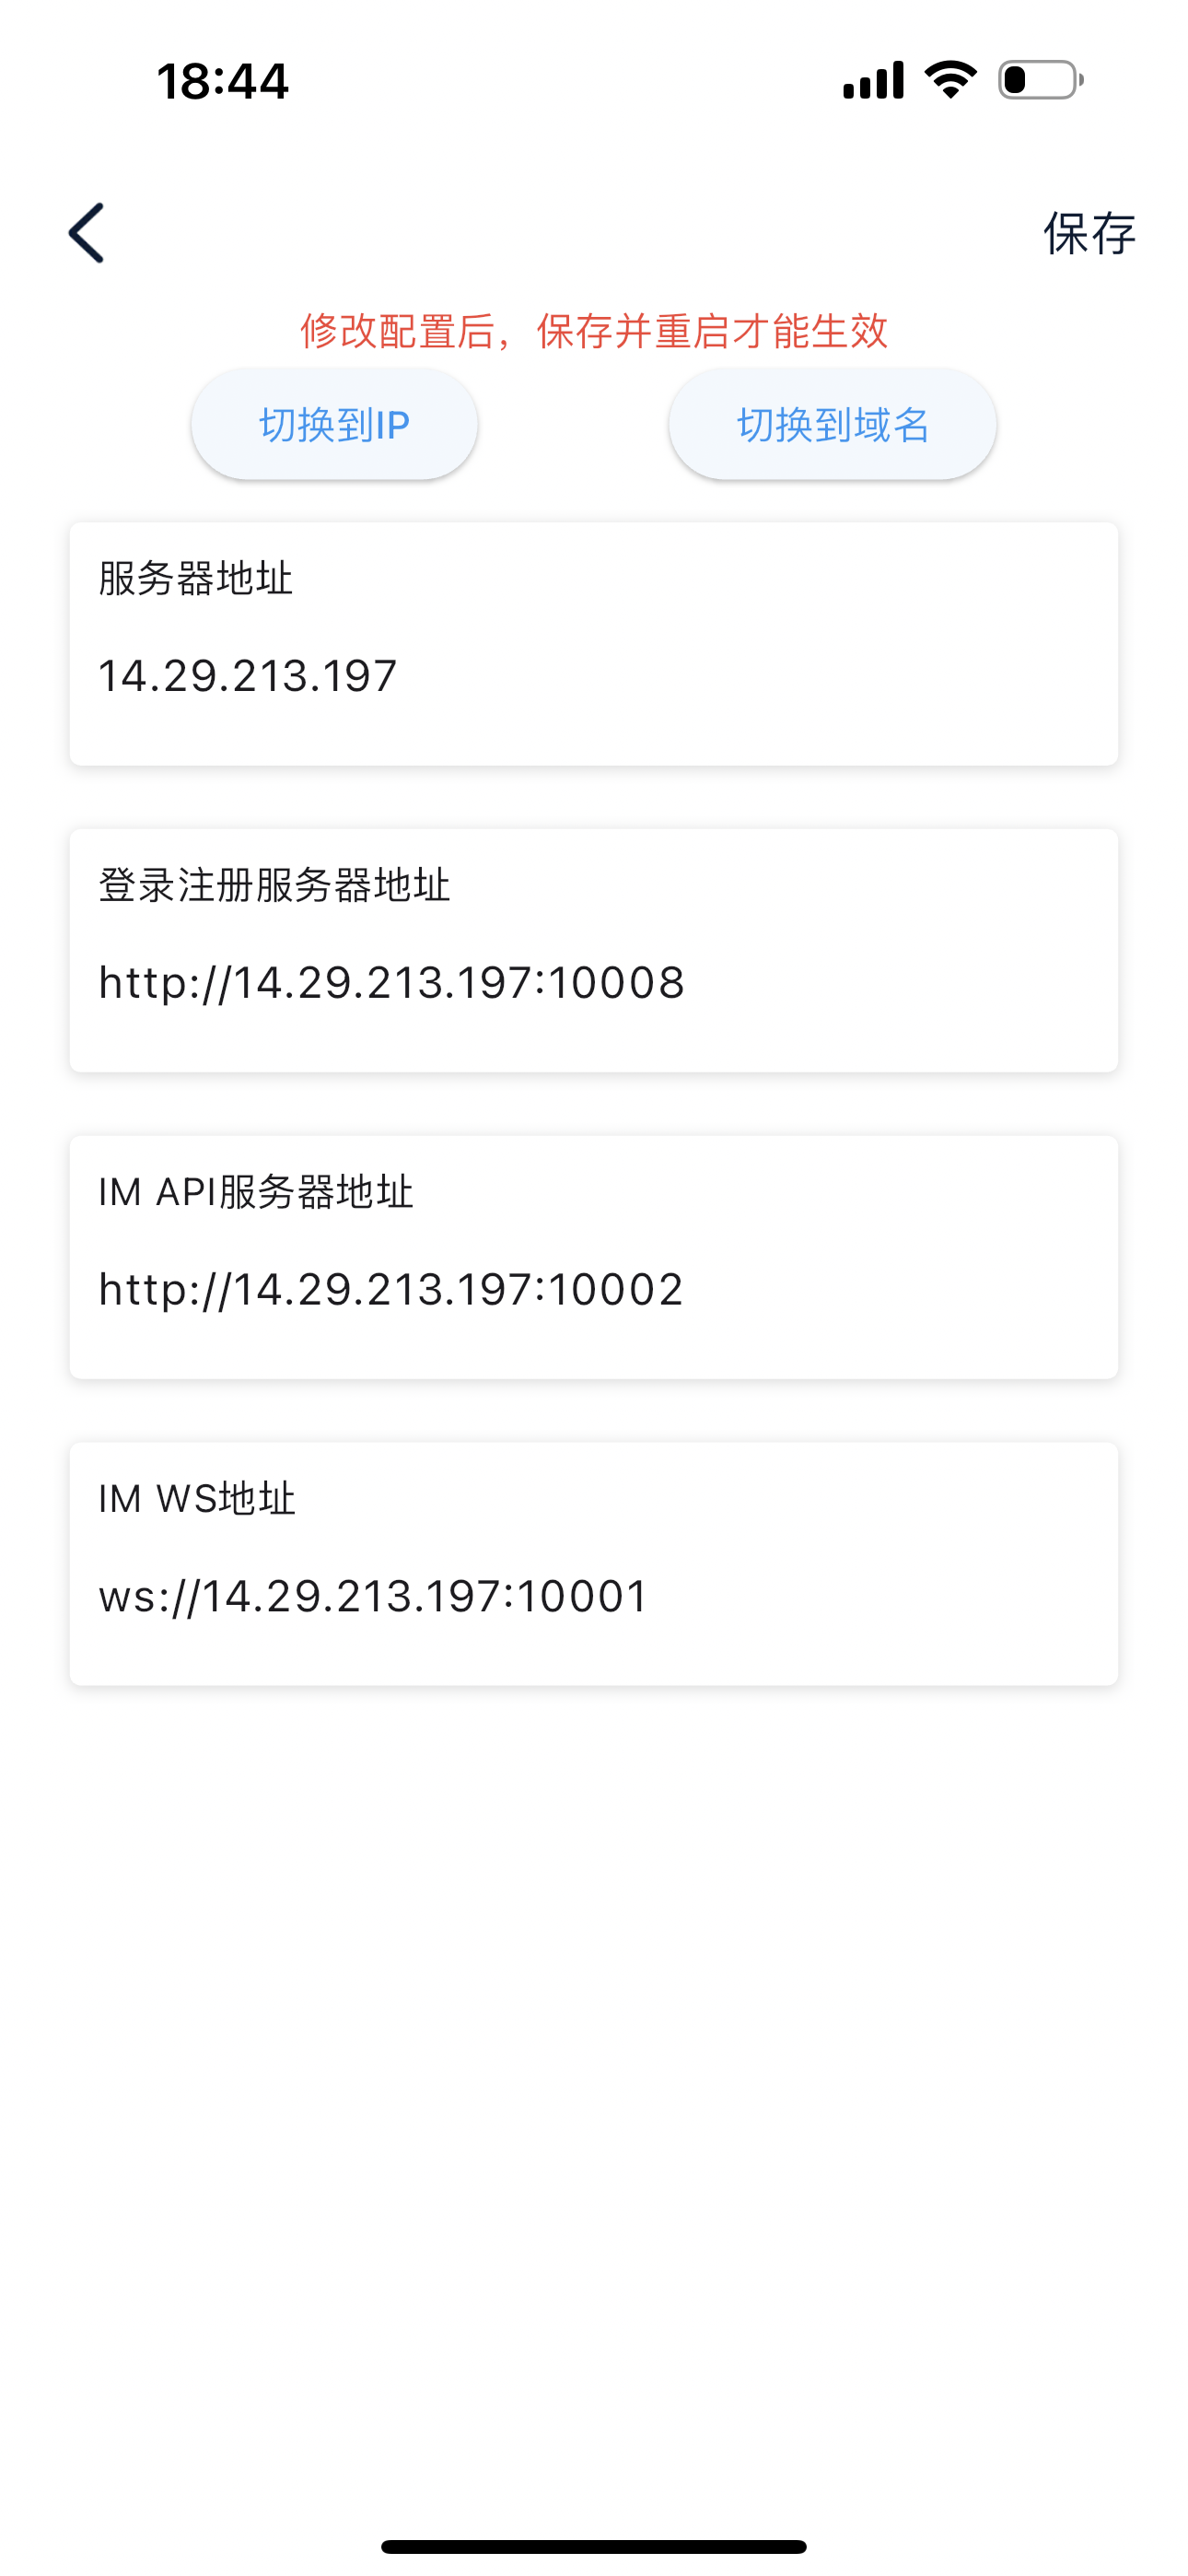 18:44
保存
修改配置后，保存并重启才能生效
切换到IP
切换到域名
服务器地址
14.29.213.197
登录注册服务器地址
http://14.29.213.197:10008
IM API服务器地址
http://14.29.213.197:10002
IM WS地址
ws://14.29.213.197:10001